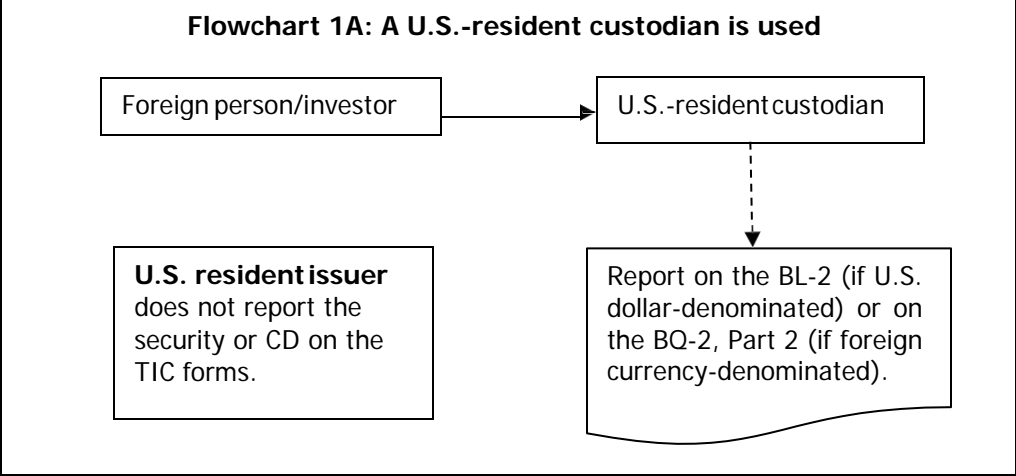 Flowchart 1A: A U.S.-resident custodian is used
Foreign person/investor
U.S.-resident custodian
U.S. resident issuer
does not report the
security or CD on the
TIC forms.
Report on the BL-2 (if U.S.
dollar-denominated) or on
the BQ-2, Part 2 (if foreign
currency-denominated).